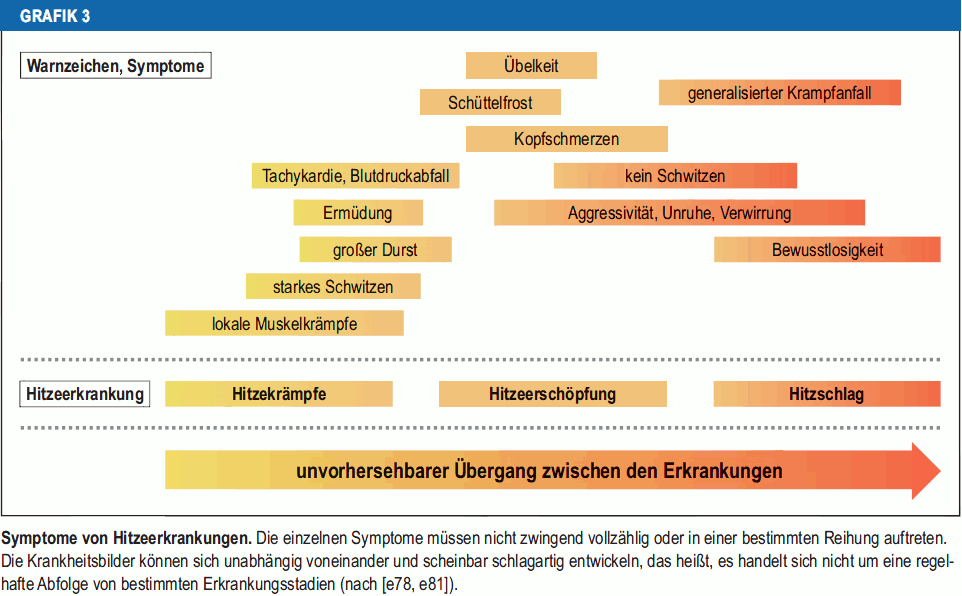 GRAFIK 3
Warnzeichen, Symptome
Übelkeit
generalisierter Krampfanfall
Schüttelfrost
Kopfschmerzen
Tachykardie, Blutdruckabfall
kein Schwitzen
Ermüdung
Aggressivität, Unruhe, Verwirrung
großer Durst
Bewusstlosigkeit
starkes Schwitzen
lokale Muskelkrämpfe
Hitzeerkrankung
Hitzekrämpfe
Hitzeerschöpfung
Hitzschlag
unvorhersehbarer Übergang zwischen den Erkrankungen
Symptome von Hitzeerkrankungen. Die einzelnen Symptome müssen nicht zwingend vollzählig oder in einer bestimmten Reihung auftreten.
Die Krankheitsbilder können sich unabhängig voneinander und scheinbar schlagartig entwickeln, das heißt, es handelt sich nicht um eine regel-
hafte Abfolge von bestimmten Erkrankungsstadien (nach [e78, e81]).